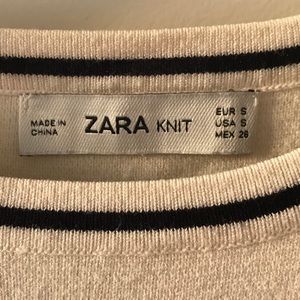 MADE IN
CHINA
ZARA KNIT
EUR S
USA S
MEX 26